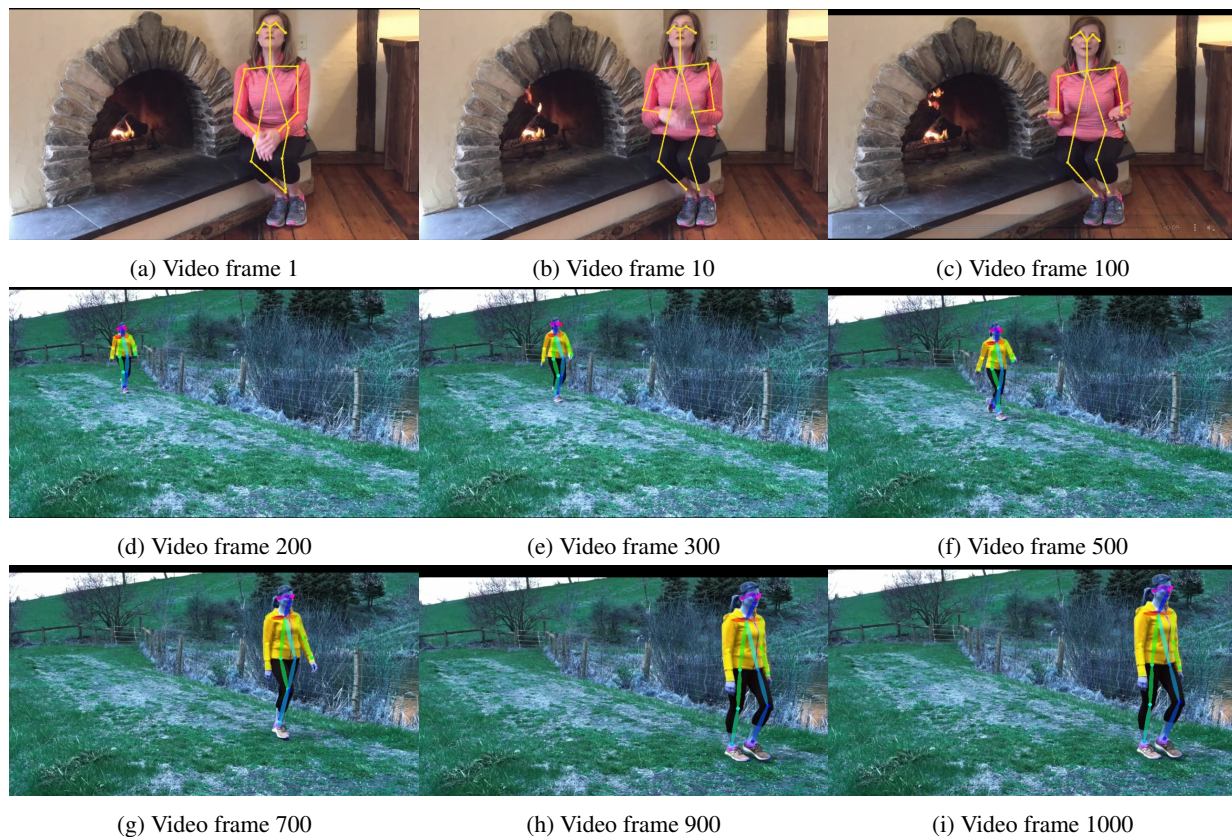 (a) Video frame 1
(b) Video frame 10
(c) Video frame 100
(d) Video frame 200
(e) Video frame 300
(f) Video frame 500
(g) Video frame 700
(h) Video frame 900
(i) Video frame 1000